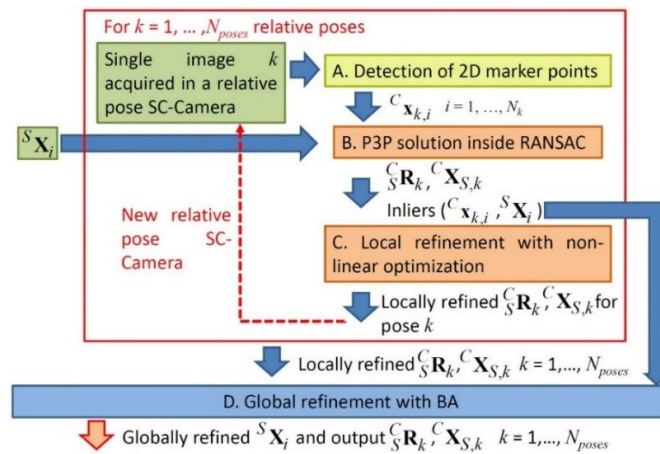 For k = 1, … ,N_poses relative poses
Single image k
acquired in a relative
pose SC-Camera
A. Detection of 2D marker points
^C x_k,i i = 1, …, N_k
^S X_i
B. P3P solution inside RANSAC
^C_S R_k, ^C X_S,k
Inliers (^C x_k,i, ^S X_i)
New relative
pose SC-
Camera
C. Local refinement with non-
linear optimization
Locally refined ^C_S R_k, ^C X_S,k for
pose k
Locally refined ^C_S R_k, ^C X_S,k k = 1,…, N_poses
D. Global refinement with BA
Globally refined ^S X_i and output ^C_S R_k, ^C X_S,k k = 1,…, N_poses